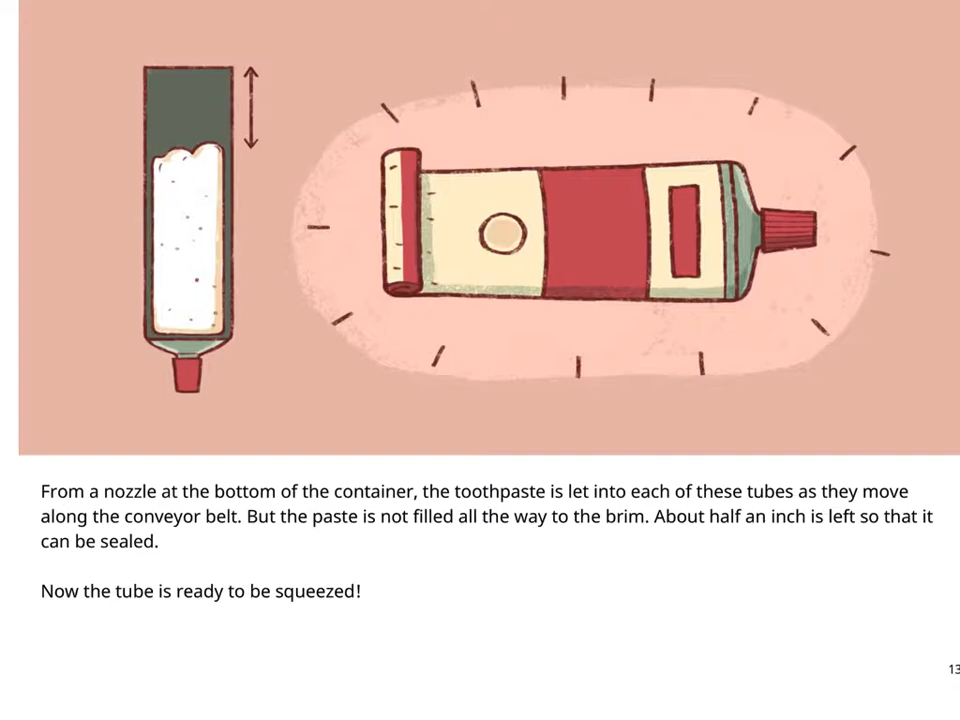 From a nozzle at the bottom of the container, the toothpaste is let into each of these tubes as they move
along the conveyor belt. But the paste is not filled all the way to the brim. About half an inch is left so that it
can be sealed.
Now the tube is ready to be squeezed!
13